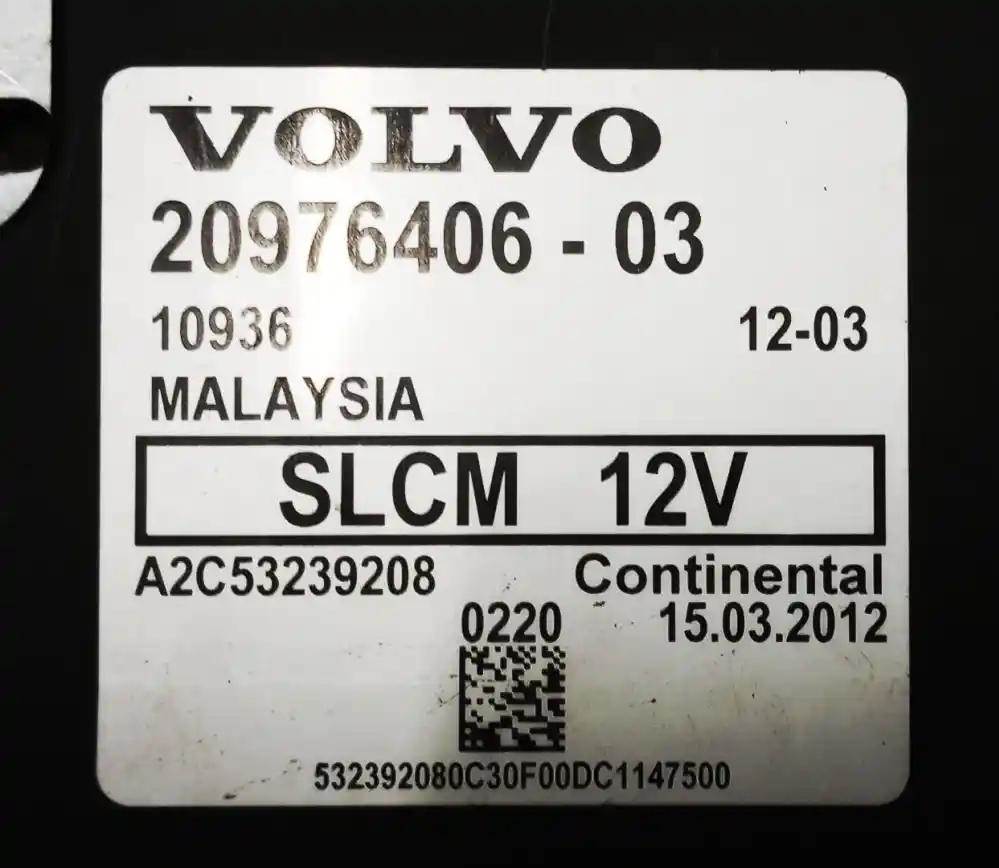 VOLVO
20976406 - 03
10936 12-03
MALAYSIA
SLCM 12V
A2C53239208 Continental
0220 15.03.2012
532392080C30F00DC1147500